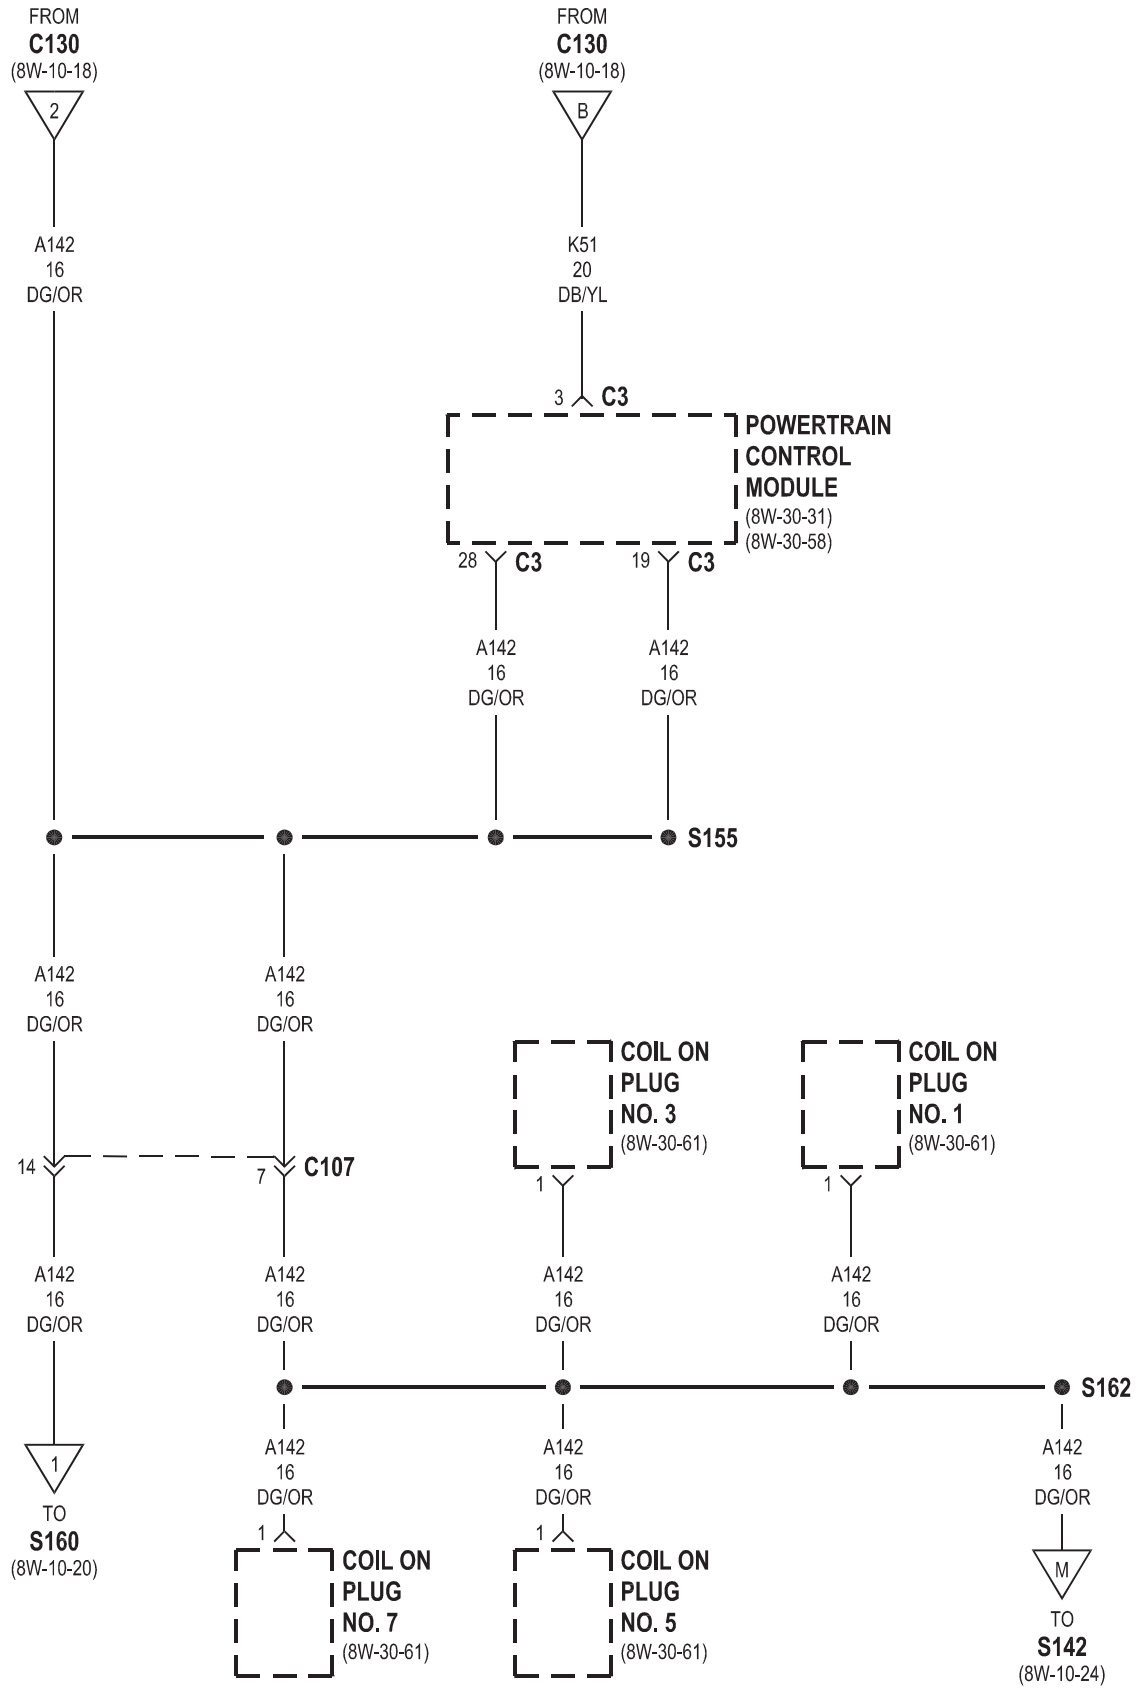 FROM
C130
(8W-10-18)
2
FROM
C130
(8W-10-18)
B
A142
16
DG/OR
K51
20
DB/YL
3
C3
POWERTRAIN
CONTROL
MODULE
(8W-30-31)
(8W-30-58)
28
C3
19
C3
A142
16
DG/OR
A142
16
DG/OR
S155
A142
16
DG/OR
A142
16
DG/OR
COIL ON
PLUG
NO. 3
(8W-30-61)
COIL ON
PLUG
NO. 1
(8W-30-61)
14
7
C107
1
1
A142
16
DG/OR
A142
16
DG/OR
A142
16
DG/OR
A142
16
DG/OR
S162
A142
16
DG/OR
A142
16
DG/OR
A142
16
DG/OR
1
TO
S160
(8W-10-20)
1
COIL ON
PLUG
NO. 7
(8W-30-61)
1
COIL ON
PLUG
NO. 5
(8W-30-61)
M
TO
S142
(8W-10-24)